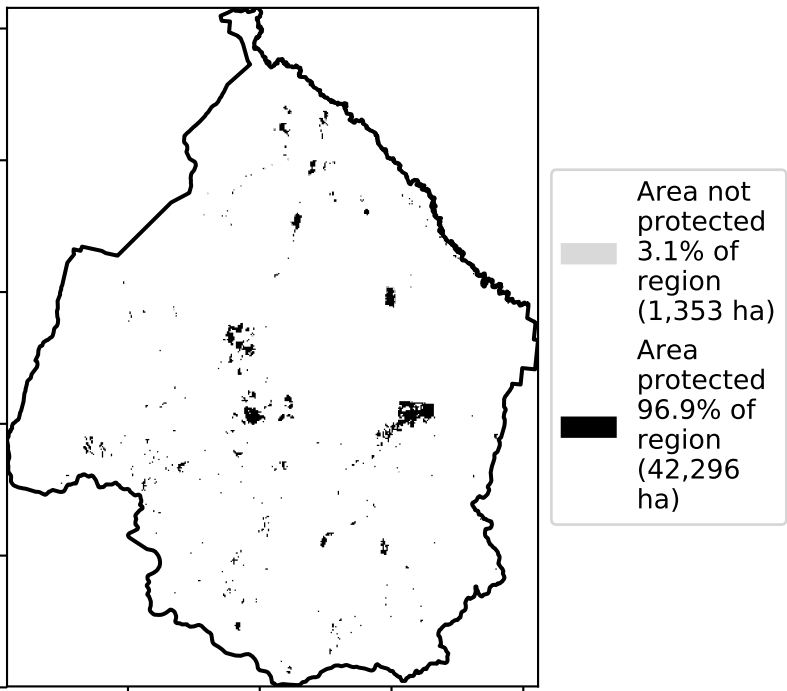 Area not
protected
3.1% of
region
(1,353 ha)
Area
protected
96.9% of
region
(42,296
ha)